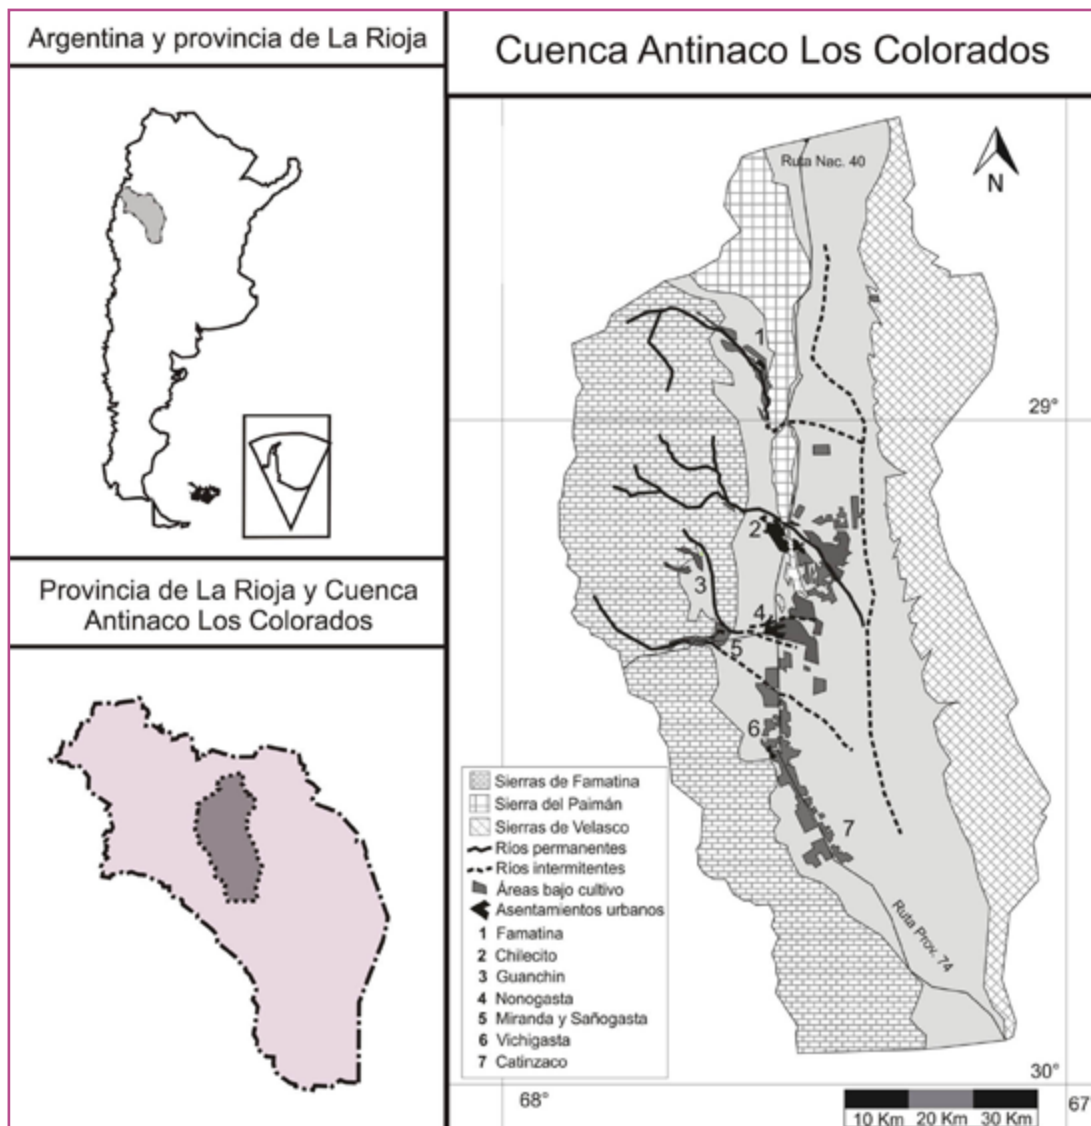 Argentina y provincia de La Rioja
Provincia de La Rioja y Cuenca
Antinaco Los Colorados
Cuenca Antinaco Los Colorados
Ruta Nac. 40
N
1
29°
2
3
4
5
6
7
Ruta Prov. 74
Sierras de Famatina
Sierra del Paimán
Sierras de Velasco
Ríos permanentes
Ríos intermitentes
Áreas bajo cultivo
Asentamientos urbanos
1 Famatina
2 Chilecito
3 Guanchin
4 Nonogasta
5 Miranda y Sañogasta
6 Vichigasta
7 Catinzaco
30°
68°
67°
10 Km 20 Km 30 Km